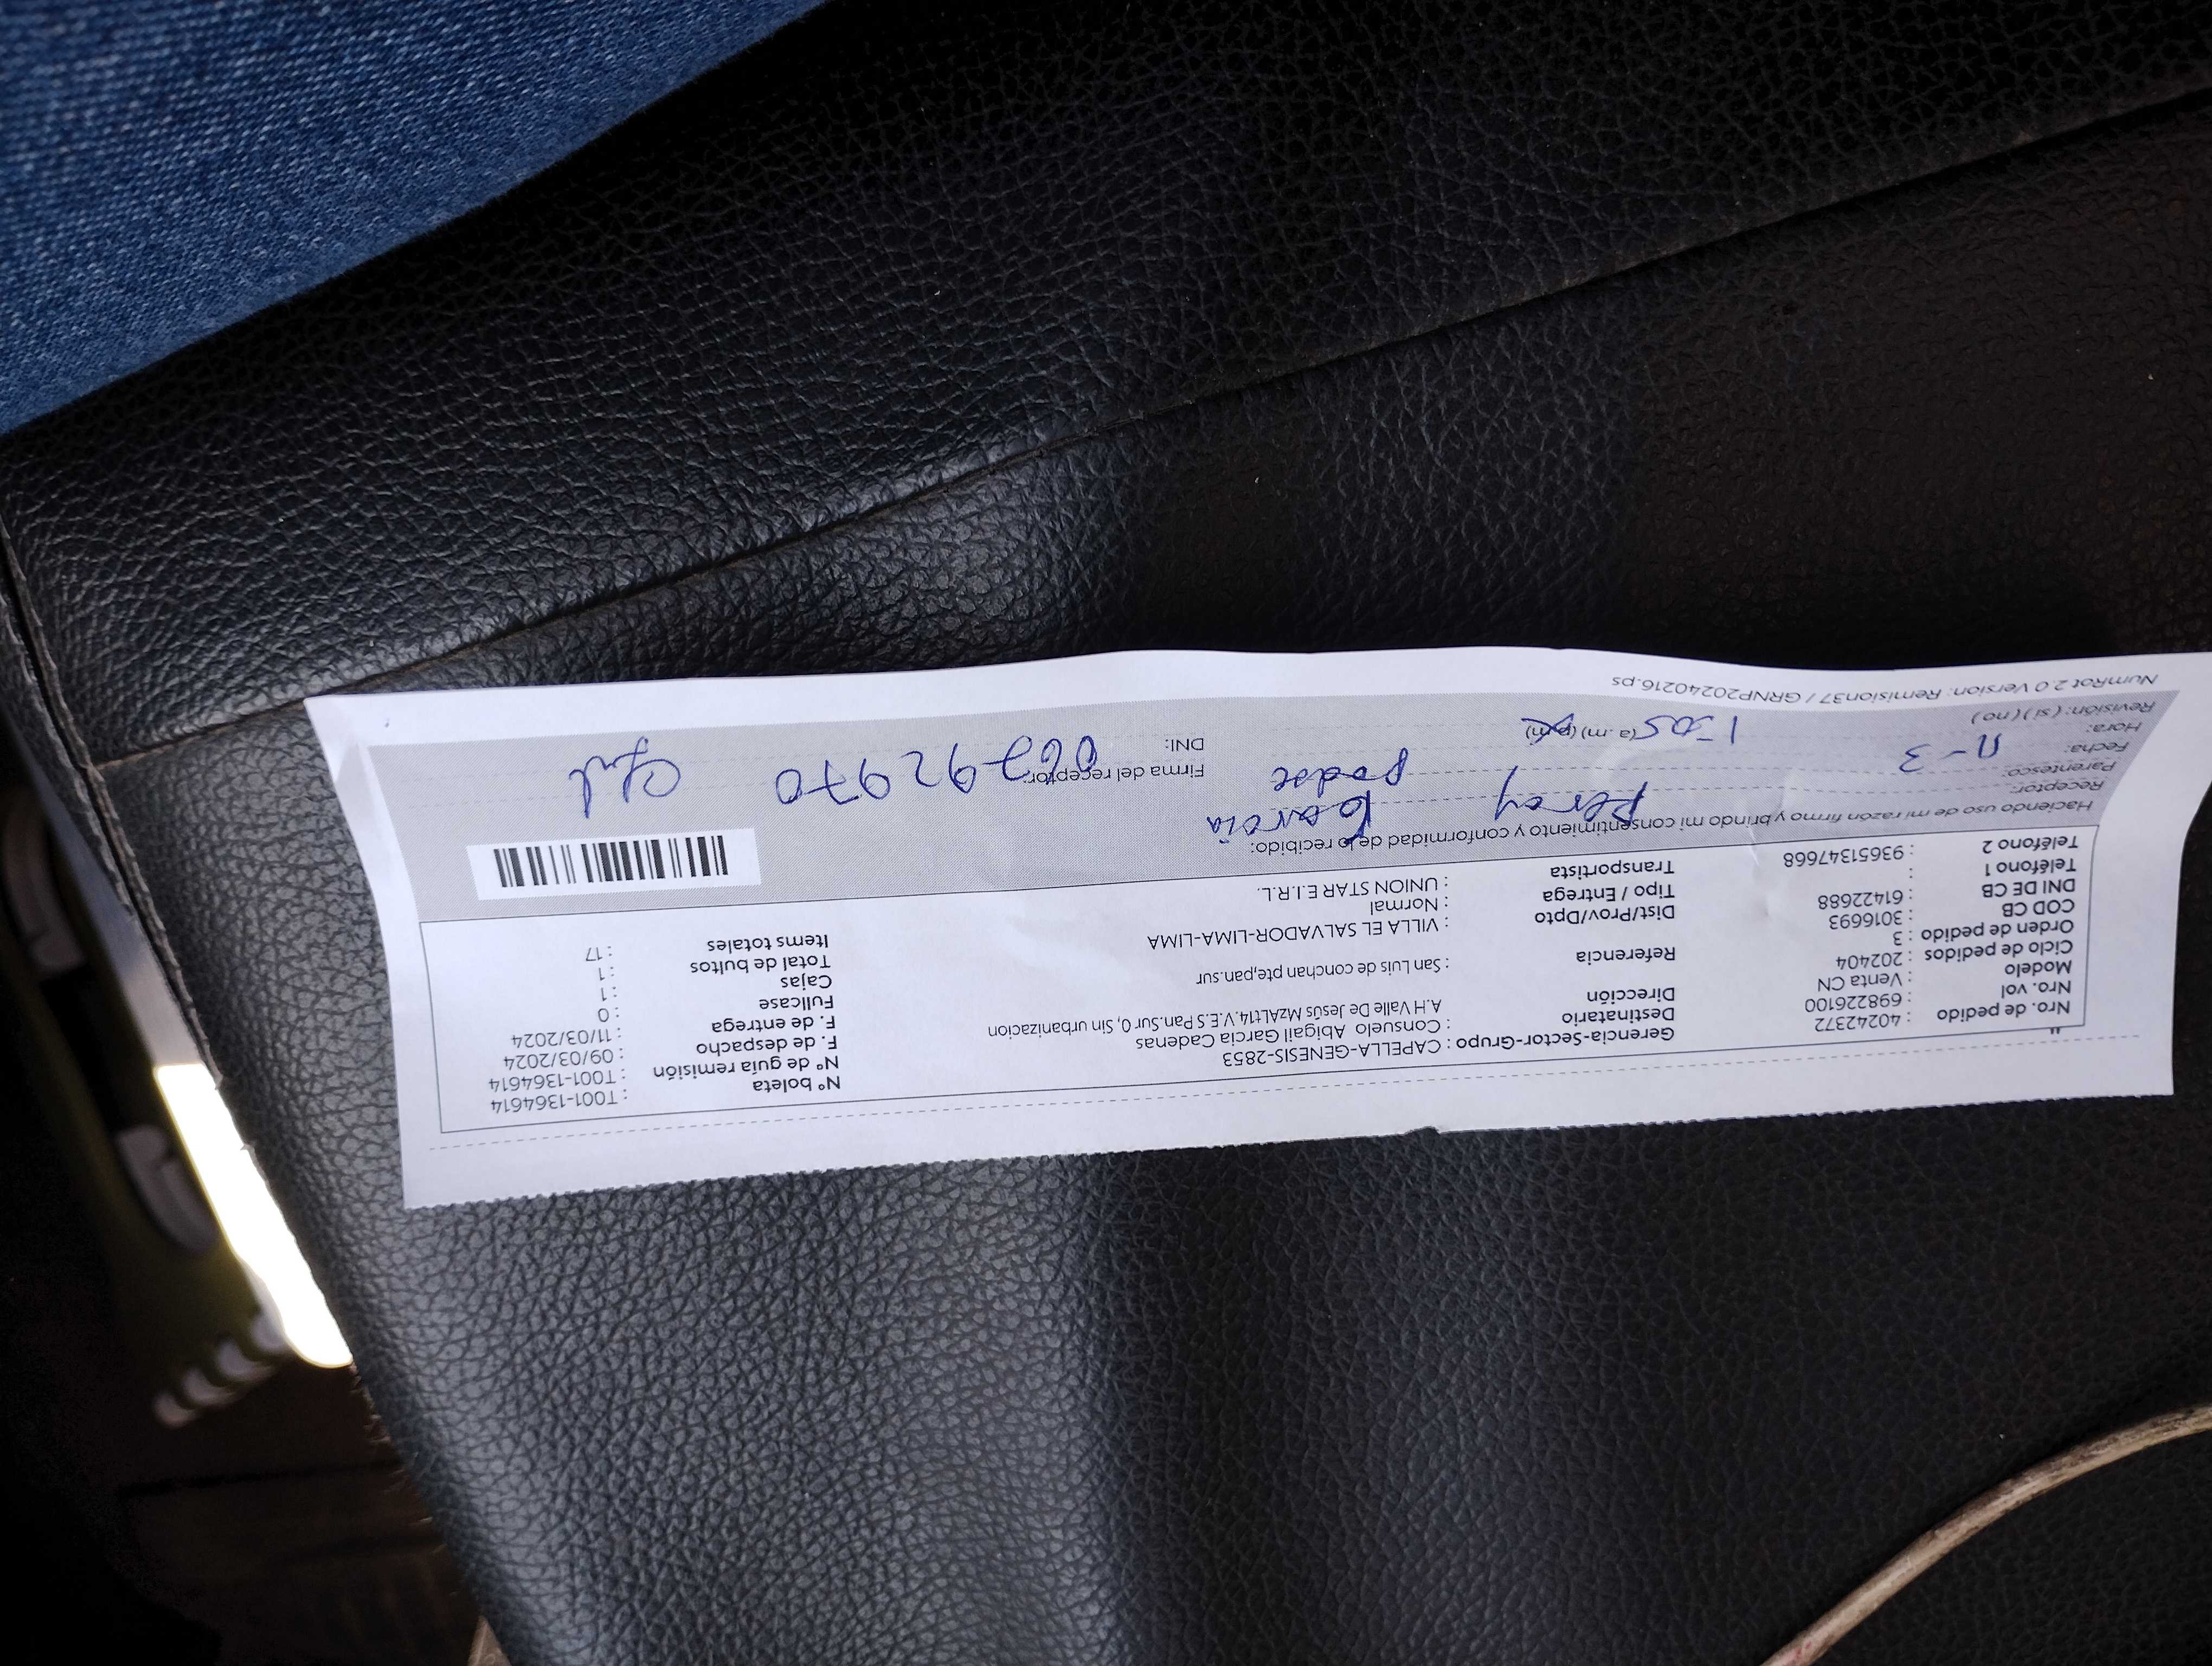 Nro. de pedido : 40242372 Gerencia-Sector-Grupo : CAPELLA-GENESIS-2853 N° boleta : T001-1364614
Nro. vol : 698226100 Destinatario : Consuelo Abigail Garcia Cadenas N° de guía remisión : T001-1364614
Modelo : Venta CN Dirección A.H Valle De Jesús MzALt14.V.E.S Pan.Sur 0, Sin urbanizacion F. de despacho : 09/03/2024
Ciclo de pedidos : 202404 F. de entrega : 11/03/2024
Orden de pedido : 3 Referencia : San Luis de conchan pte,pan.sur Fullcase : 0
COD CB : 3016693 Cajas : 1
DNI DE CB : 61422688 Dist/Prov/Dpto : VILLA EL SALVADOR-LIMA-LIMA Total de bultos : 1
Teléfono 1 : Tipo / Entrega : Normal Items totales : 17
Teléfono 2 : 93651347668 Transportista : UNION STAR E.I.R.L.
Haciendo uso de mi razón firmo y brindo mi consentimiento y conformidad de lo recibido:
Receptor: Percy Garcia
Parentesco: padre Firma del receptor:
Fecha: 11-3 DNI: 06792970
Hora: 1=05 (a .m) (p.m)
Revisión: ( si ) ( no )
NumRot 2.0 Version: Remision37 / GRNP20240216.ps